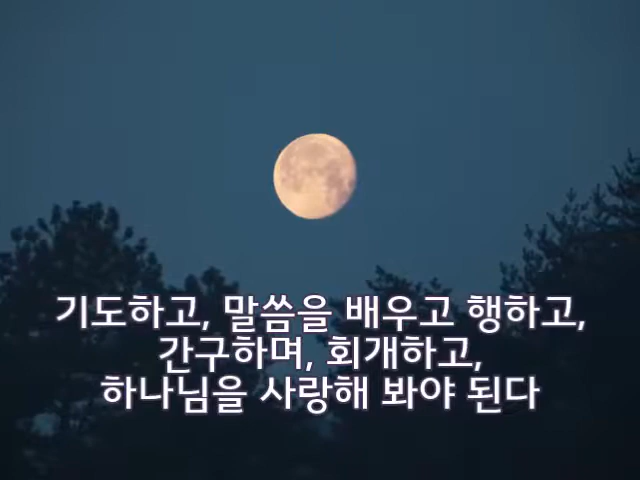 기도하고, 말씀을 배우고 행하고,
간구하며, 회개하고,
하나님을 사랑해 봐야 된다